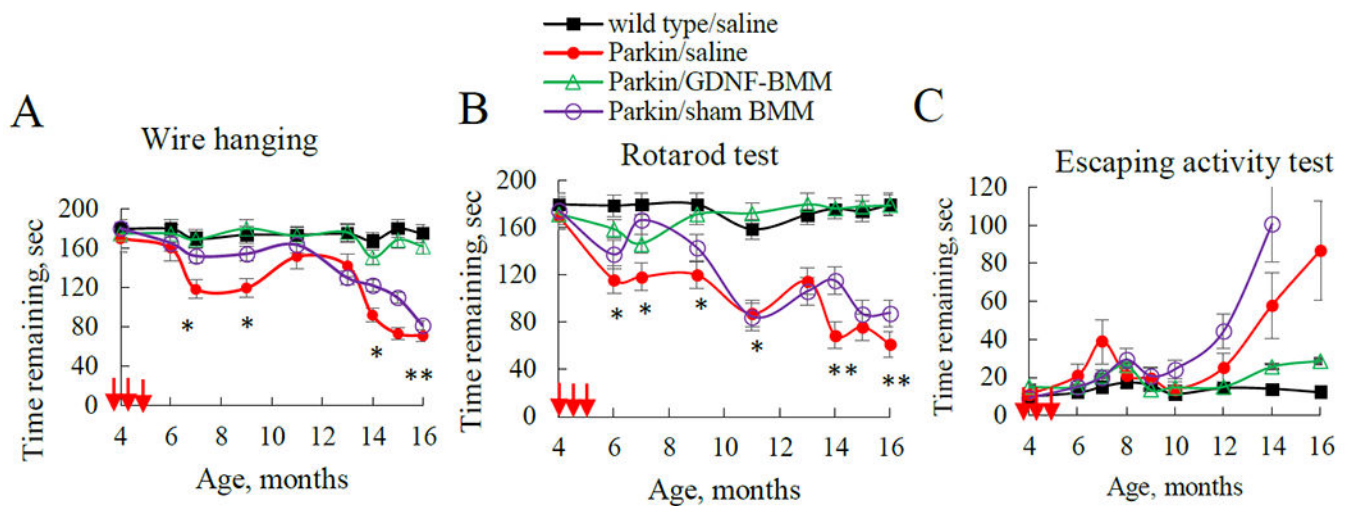 wild type/saline
Parkin/saline
Parkin/GDNF-BMM
Parkin/sham BMM
A
Wire hanging
Time remaining, sec
200
160
120
80
40
0
*
*
*
**
4 6 8 10 12 14 16
Age, months
B
Rotarod test
Time remaining, sec
200
160
120
80
40
0
*
*
*
*
**
**
4 6 8 10 12 14 16
Age, months
C
Escaping activity test
Time remaining, sec
120
100
80
60
40
20
0
4 6 8 10 12 14 16
Age, months